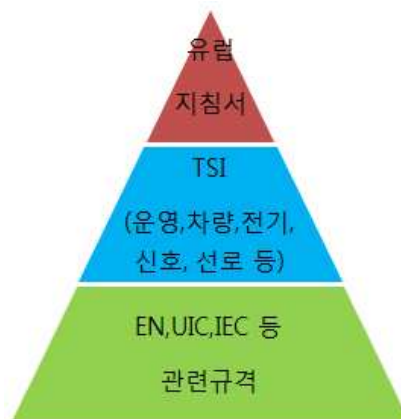 유럽
지침서
TSI
(운영,차량,전기,
신호, 선로 등)
EN,UIC,IEC 등
관련규격